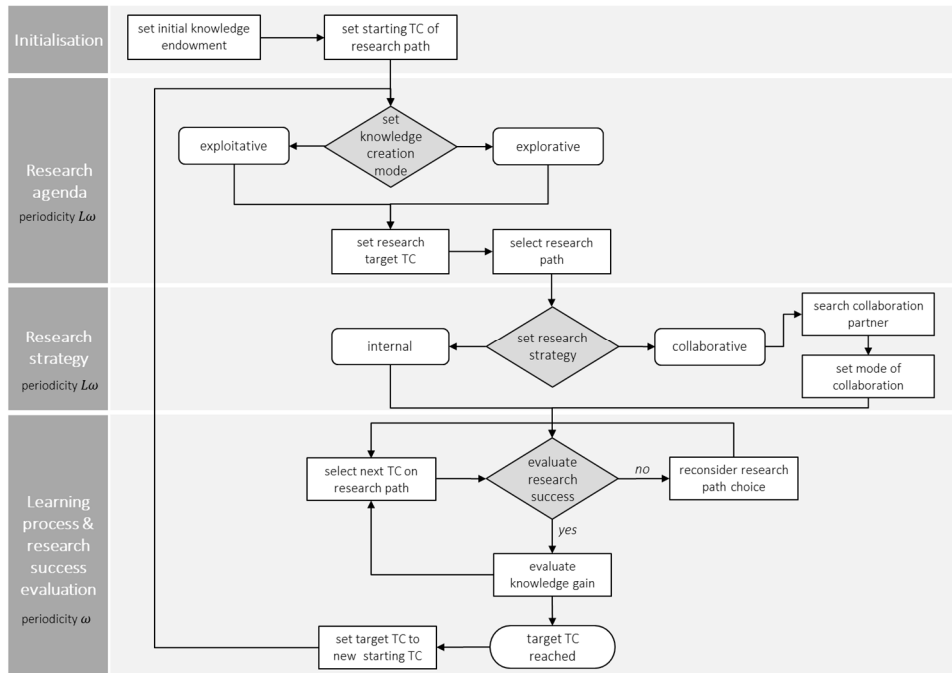 Initialisation
set initial knowledge
endowment
set starting TC of
research path
Research
agenda
periodicity Lω
set
knowledge
creation
mode
exploitative
explorative
set research
target TC
select research
path
Research
strategy
periodicity Lω
internal
set research
strategy
collaborative
search collaboration
partner
set mode of
collaboration
Learning
process &
research
success
evaluation
periodicity ω
select next TC on
research path
evaluate
research
success
no
reconsider research
path choice
yes
evaluate
knowledge gain
set target TC to
new starting TC
target TC
reached